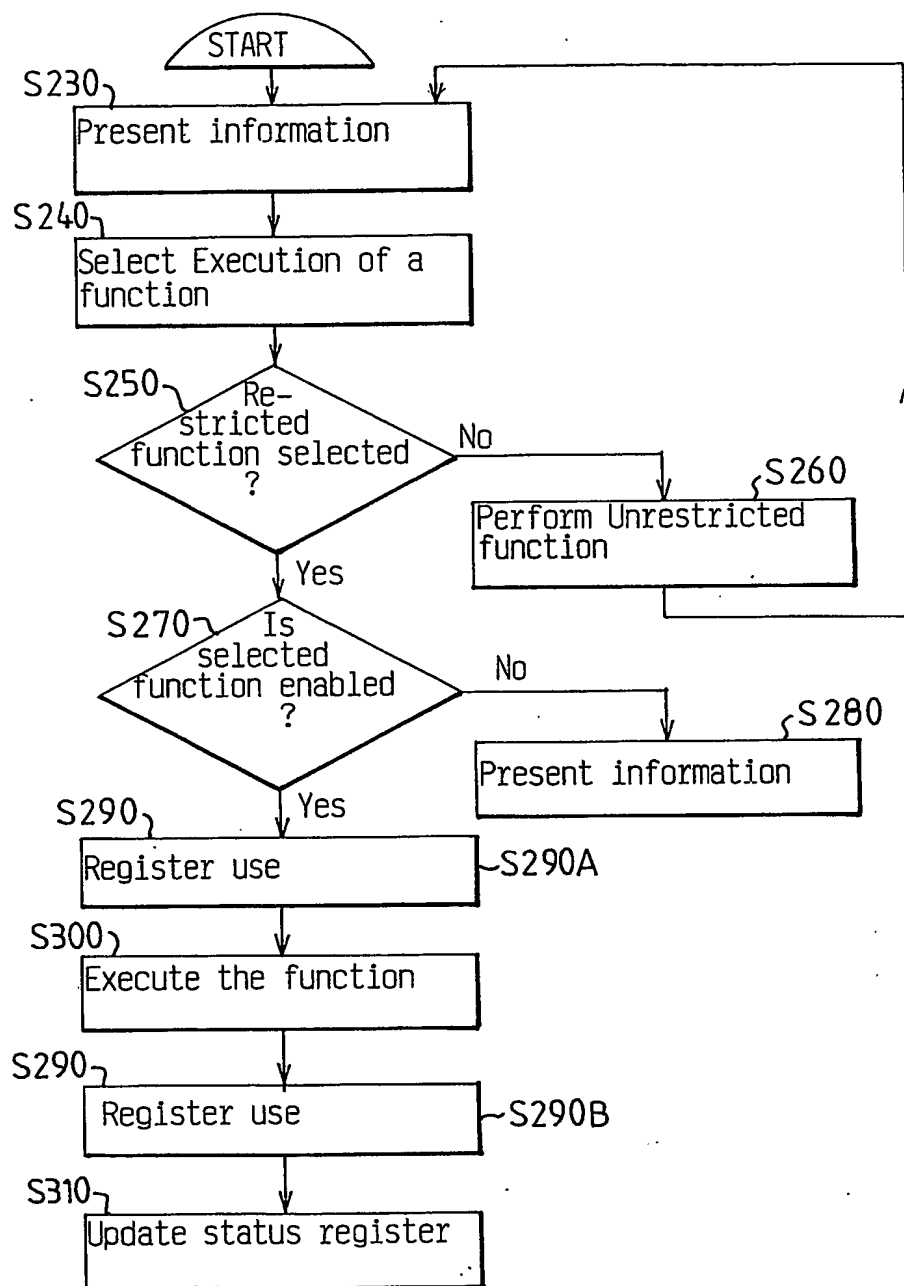 START
S230
Present information
S240
Select Execution of a
function
S250
Re-
stricted
function selected
?
No
S260
Perform Unrestricted
function
Yes
S270
Is
selected
function enabled
?
No
S280
Present information
Yes
S290
Register use
S290A
S300
Execute the function
S290
Register use
S290B
S310
Update status register